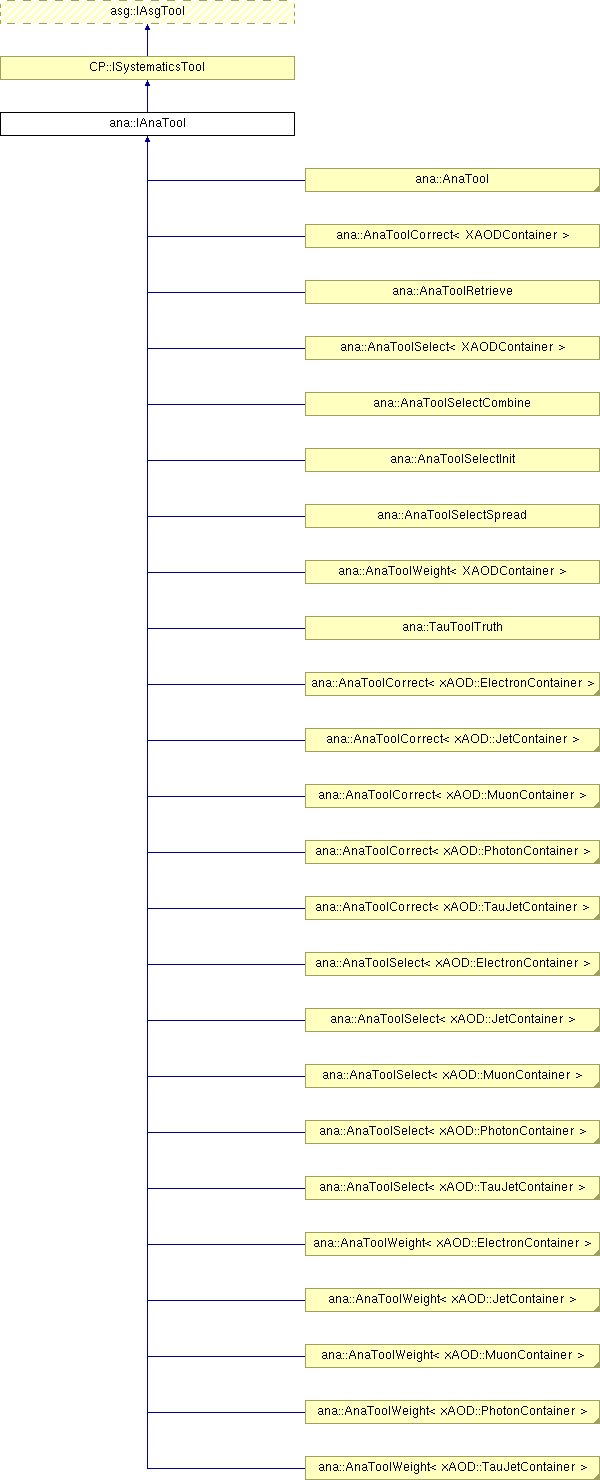 asg::IAsgTool
CP::ISystematicsTool
ana::IAnaTool
ana::AnaTool
ana::AnaToolCorrect< XAODContainer >
ana::AnaToolRetrieve
ana::AnaToolSelect< XAODContainer >
ana::AnaToolSelectCombine
ana::AnaToolSelectInit
ana::AnaToolSelectSpread
ana::AnaToolWeight< XAODContainer >
ana::TauToolTruth
ana::AnaToolCorrect< xAOD::ElectronContainer >
ana::AnaToolCorrect< xAOD::JetContainer >
ana::AnaToolCorrect< xAOD::MuonContainer >
ana::AnaToolCorrect< xAOD::PhotonContainer >
ana::AnaToolCorrect< xAOD::TauJetContainer >
ana::AnaToolSelect< xAOD::ElectronContainer >
ana::AnaToolSelect< xAOD::JetContainer >
ana::AnaToolSelect< xAOD::MuonContainer >
ana::AnaToolSelect< xAOD::PhotonContainer >
ana::AnaToolSelect< xAOD::TauJetContainer >
ana::AnaToolWeight< xAOD::ElectronContainer >
ana::AnaToolWeight< xAOD::JetContainer >
ana::AnaToolWeight< xAOD::MuonContainer >
ana::AnaToolWeight< xAOD::PhotonContainer >
ana::AnaToolWeight< xAOD::TauJetContainer >